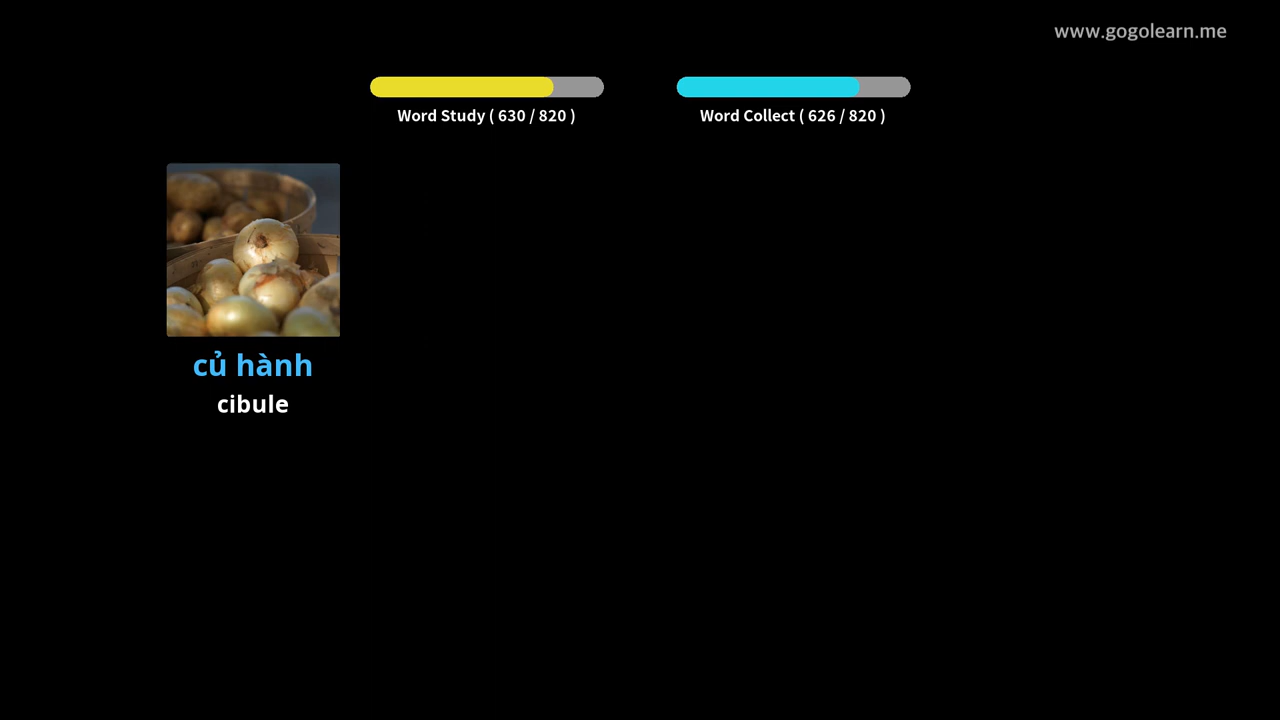 www.gogolearn.me
Word Study ( 630 / 820 )
Word Collect ( 626 / 820 )
củ hành
cibule